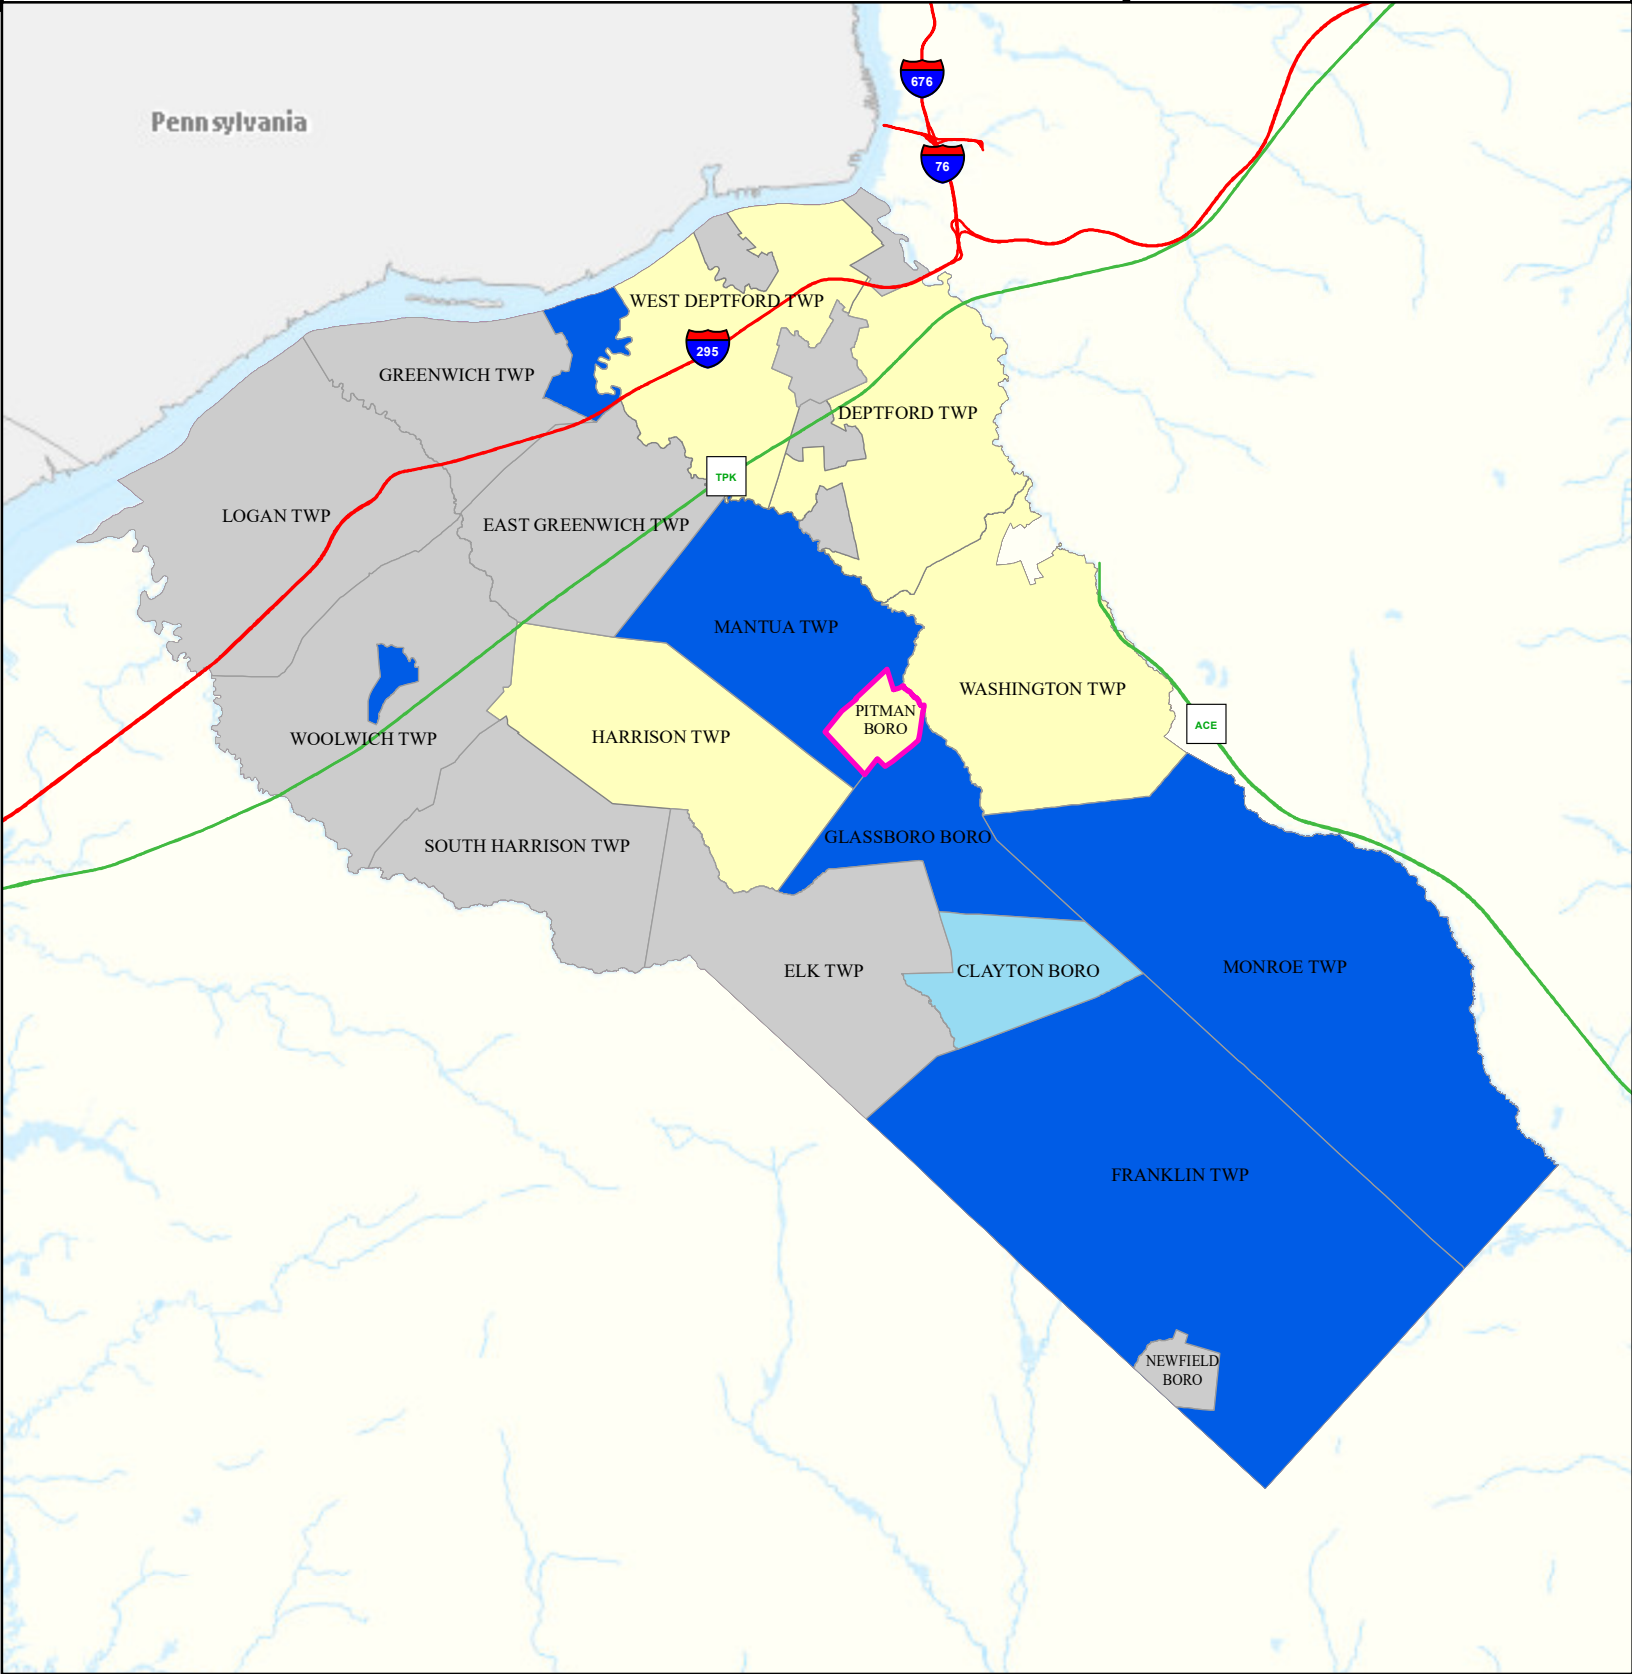 676
Pennsylvania
76
WEST DEPTFORD TWP
295
GREENWICH TWP
DEPTFORD TWP
TPK
LOGAN TWP
EAST GREENWICH TWP
MANTUA TWP
WASHINGTON TWP
PITMAN
BORO
ACE
HARRISON TWP
WOOLWICH TWP
GLASSBORO BORO
SOUTH HARRISON TWP
ELK TWP
CLAYTON BORO
MONROE TWP
FRANKLIN TWP
NEWFIELD
BORO